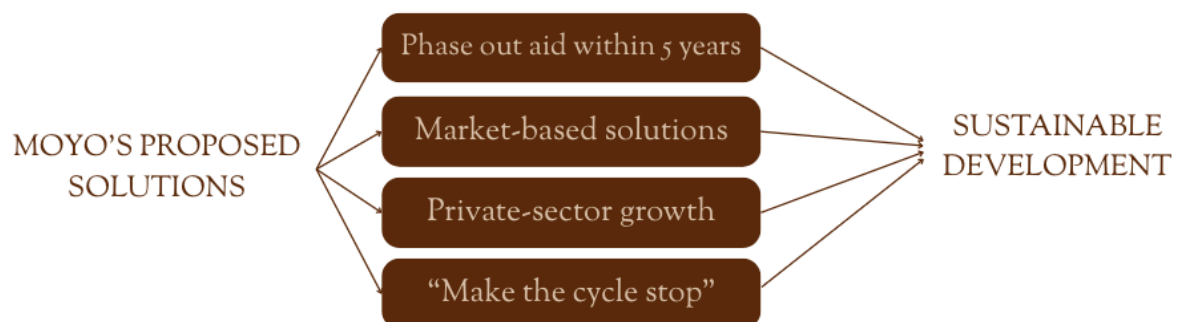 MOYO'S PROPOSED
SOLUTIONS
Phase out aid within 5 years
Market-based solutions
Private-sector growth
“Make the cycle stop”
SUSTAINABLE
DEVELOPMENT